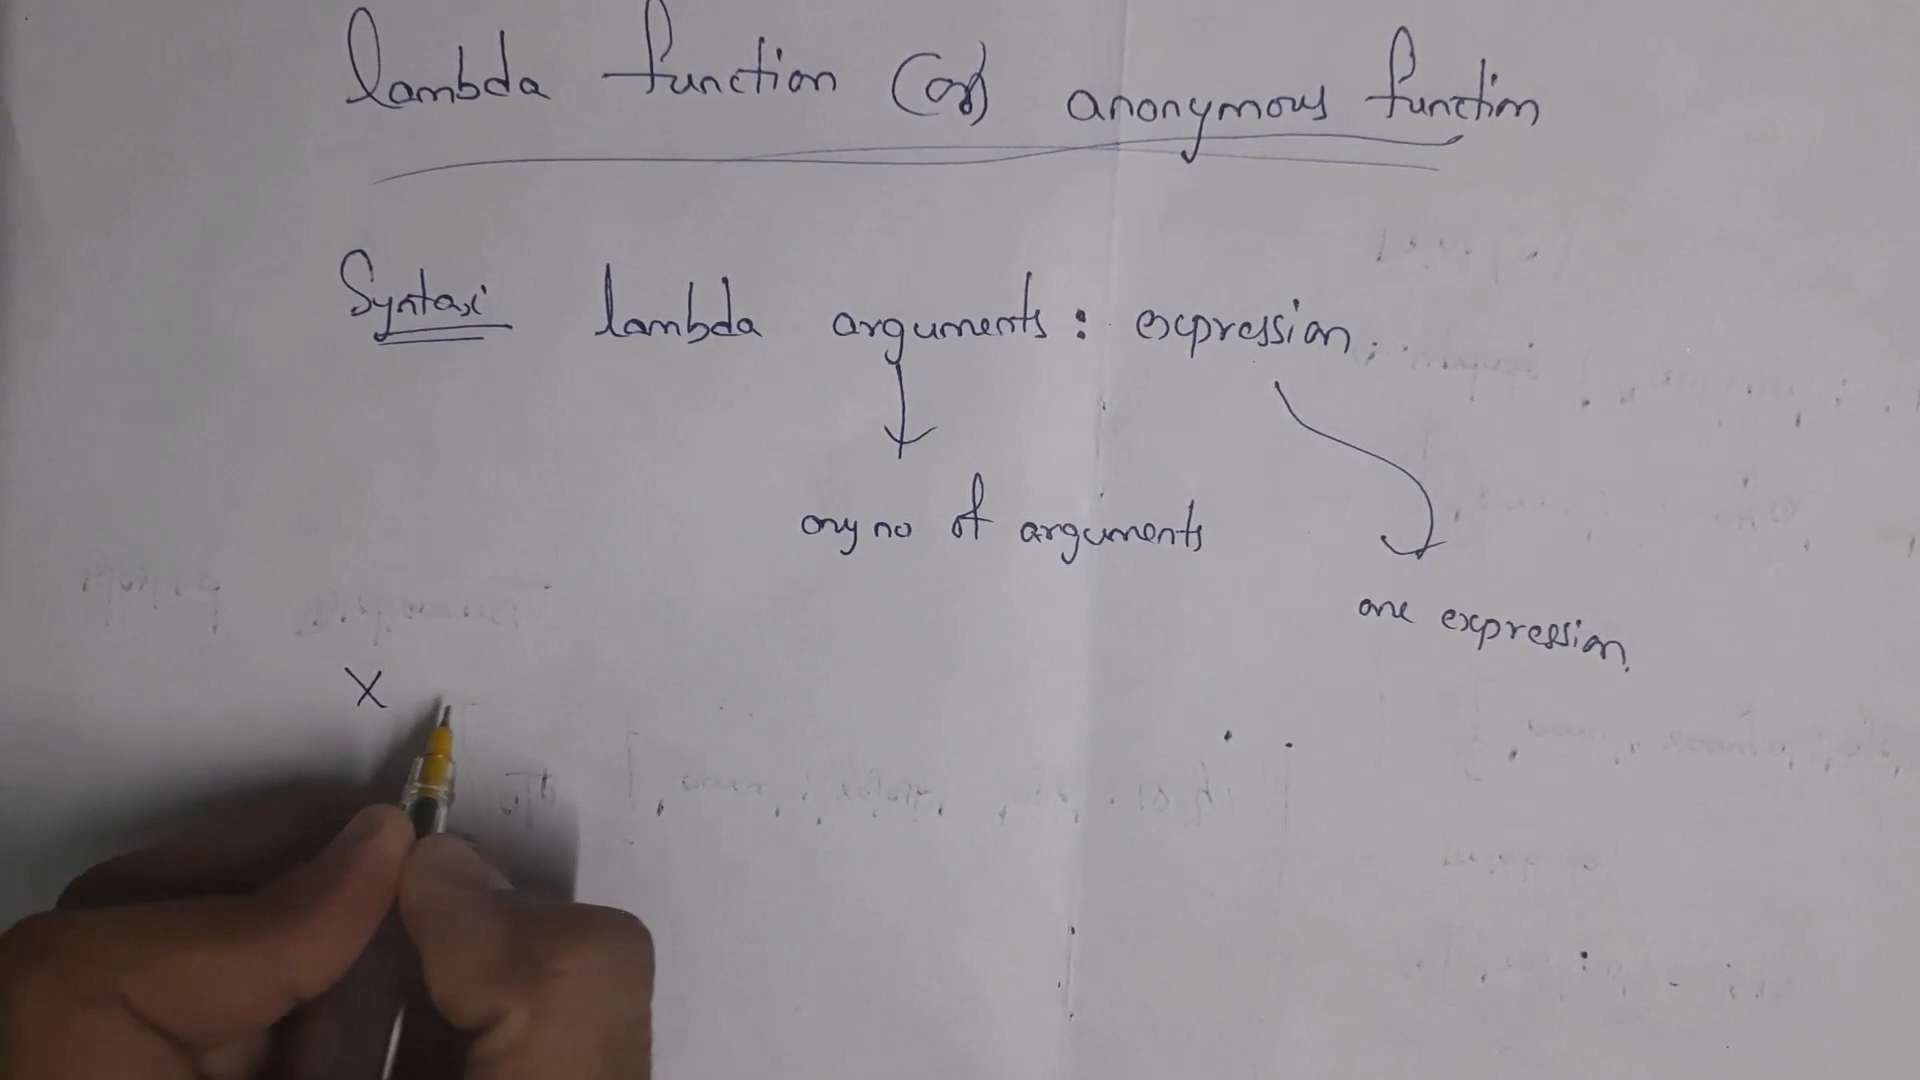 lambda function (or) anonymous function
Syntax lambda arguments : expression.
any no of arguments
one expression.
X